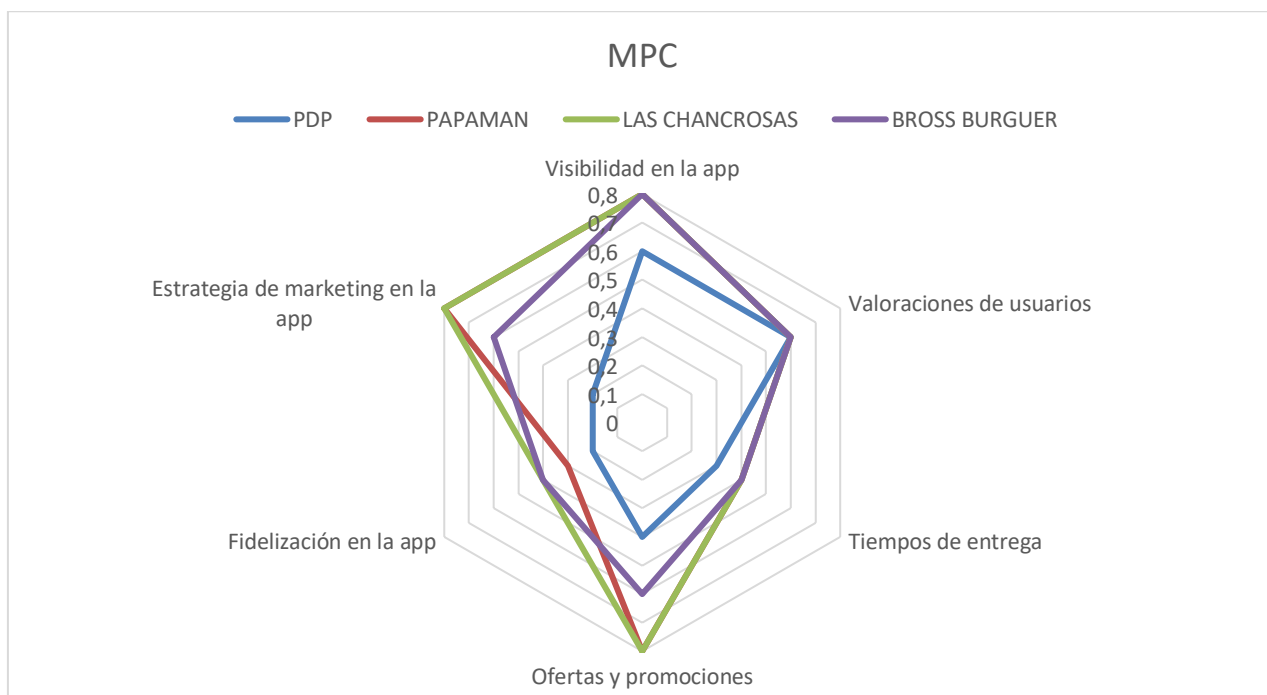 MPC
PDP
PAPAMAN
LAS CHANCROSAS
BROSS BURGUER
Visibilidad en la app
0,8
0,7
0,6
0,5
0,4
0,3
0,2
0,1
0
Estrategia de marketing en la
app
Valoraciones de usuarios
Fidelización en la app
Tiempos de entrega
Ofertas y promociones